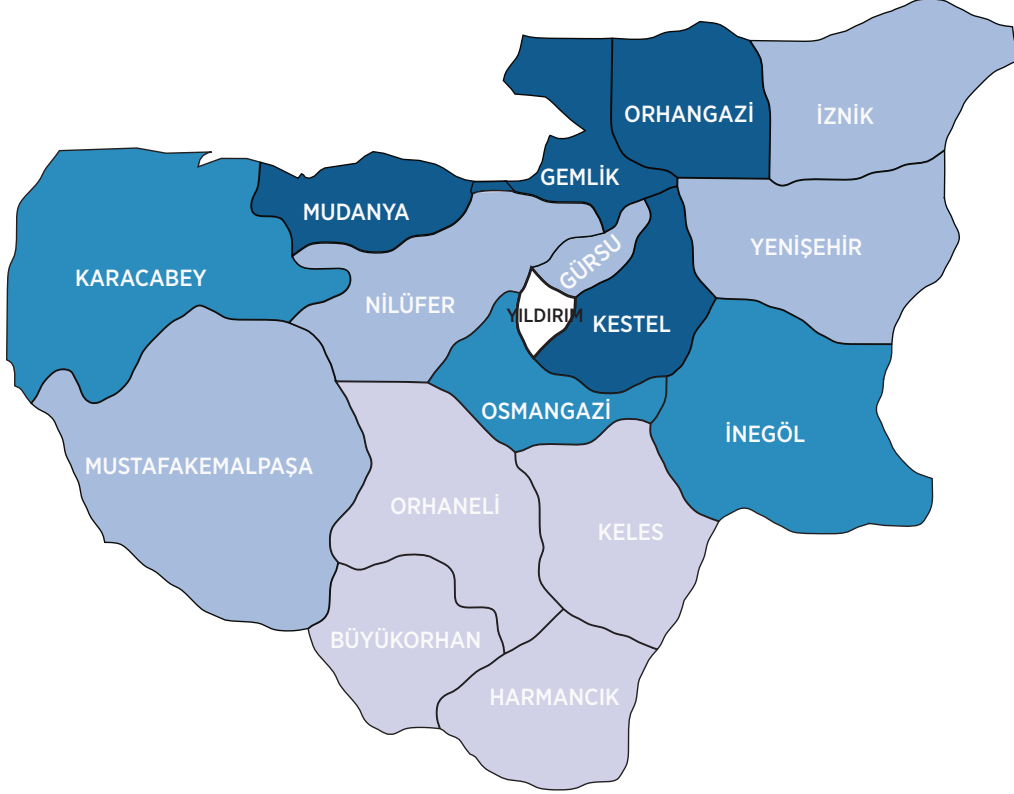 ORHANGAZİ
İZNİK
GEMLİK
MUDANYA
GÜRSU
YENİŞEHİR
KARACABEY
NİLÜFER
YILDIRIM
KESTEL
OSMANGAZİ
İNEGÖL
MUSTAFAKEMALPAŞA
ORHANELİ
KELES
BÜYÜKORHAN
HARMANCIK